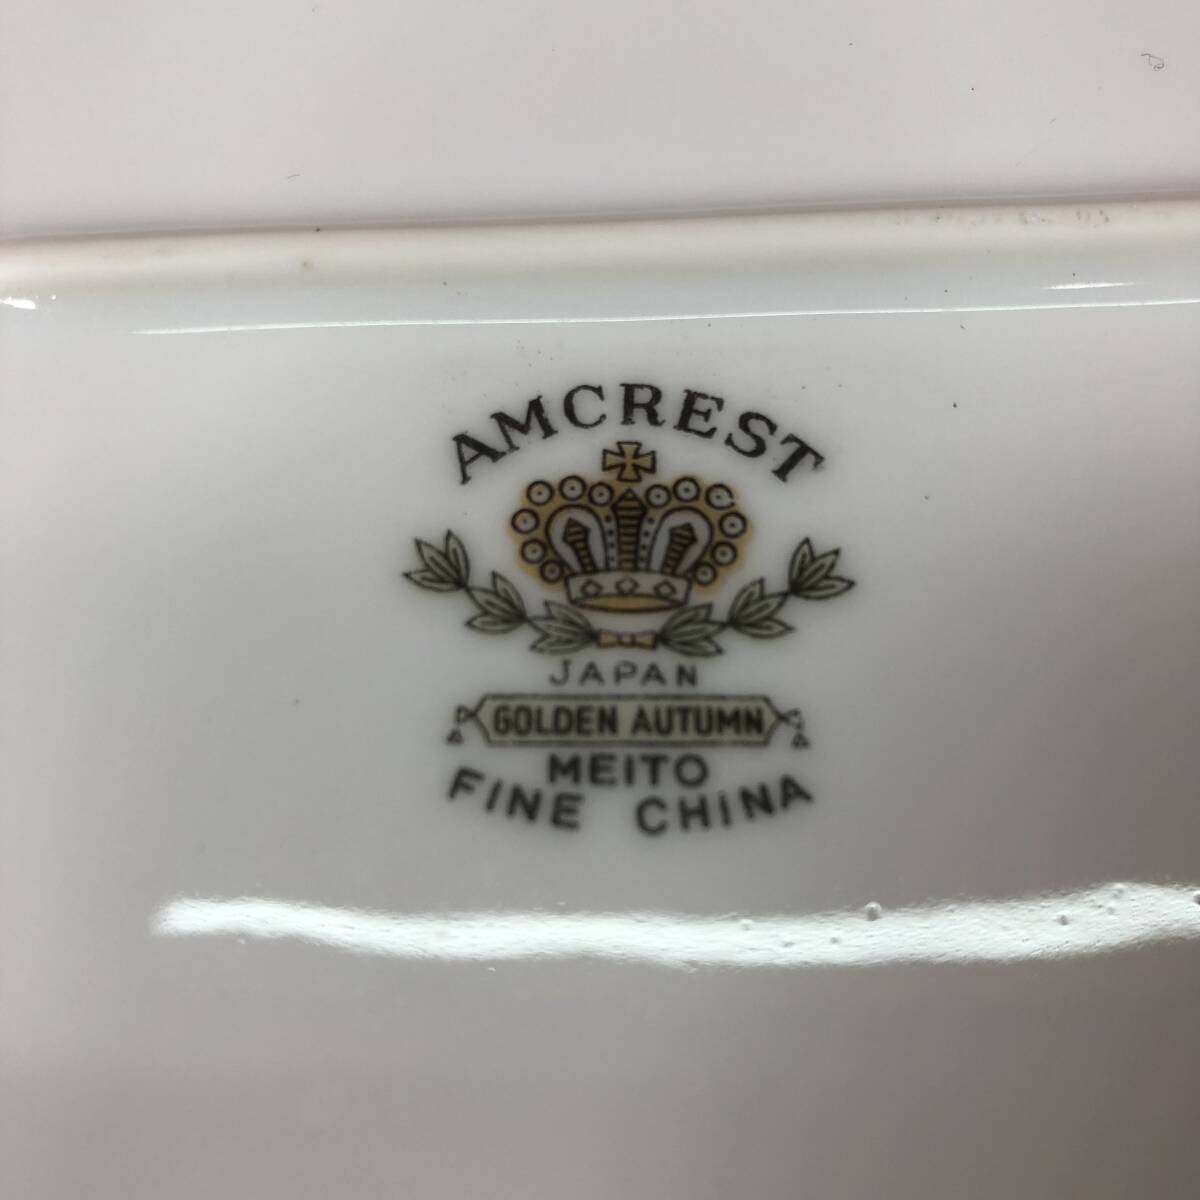 AMCREST
JAPAN
GOLDEN AUTUMN
MEITO
FINE CHINA